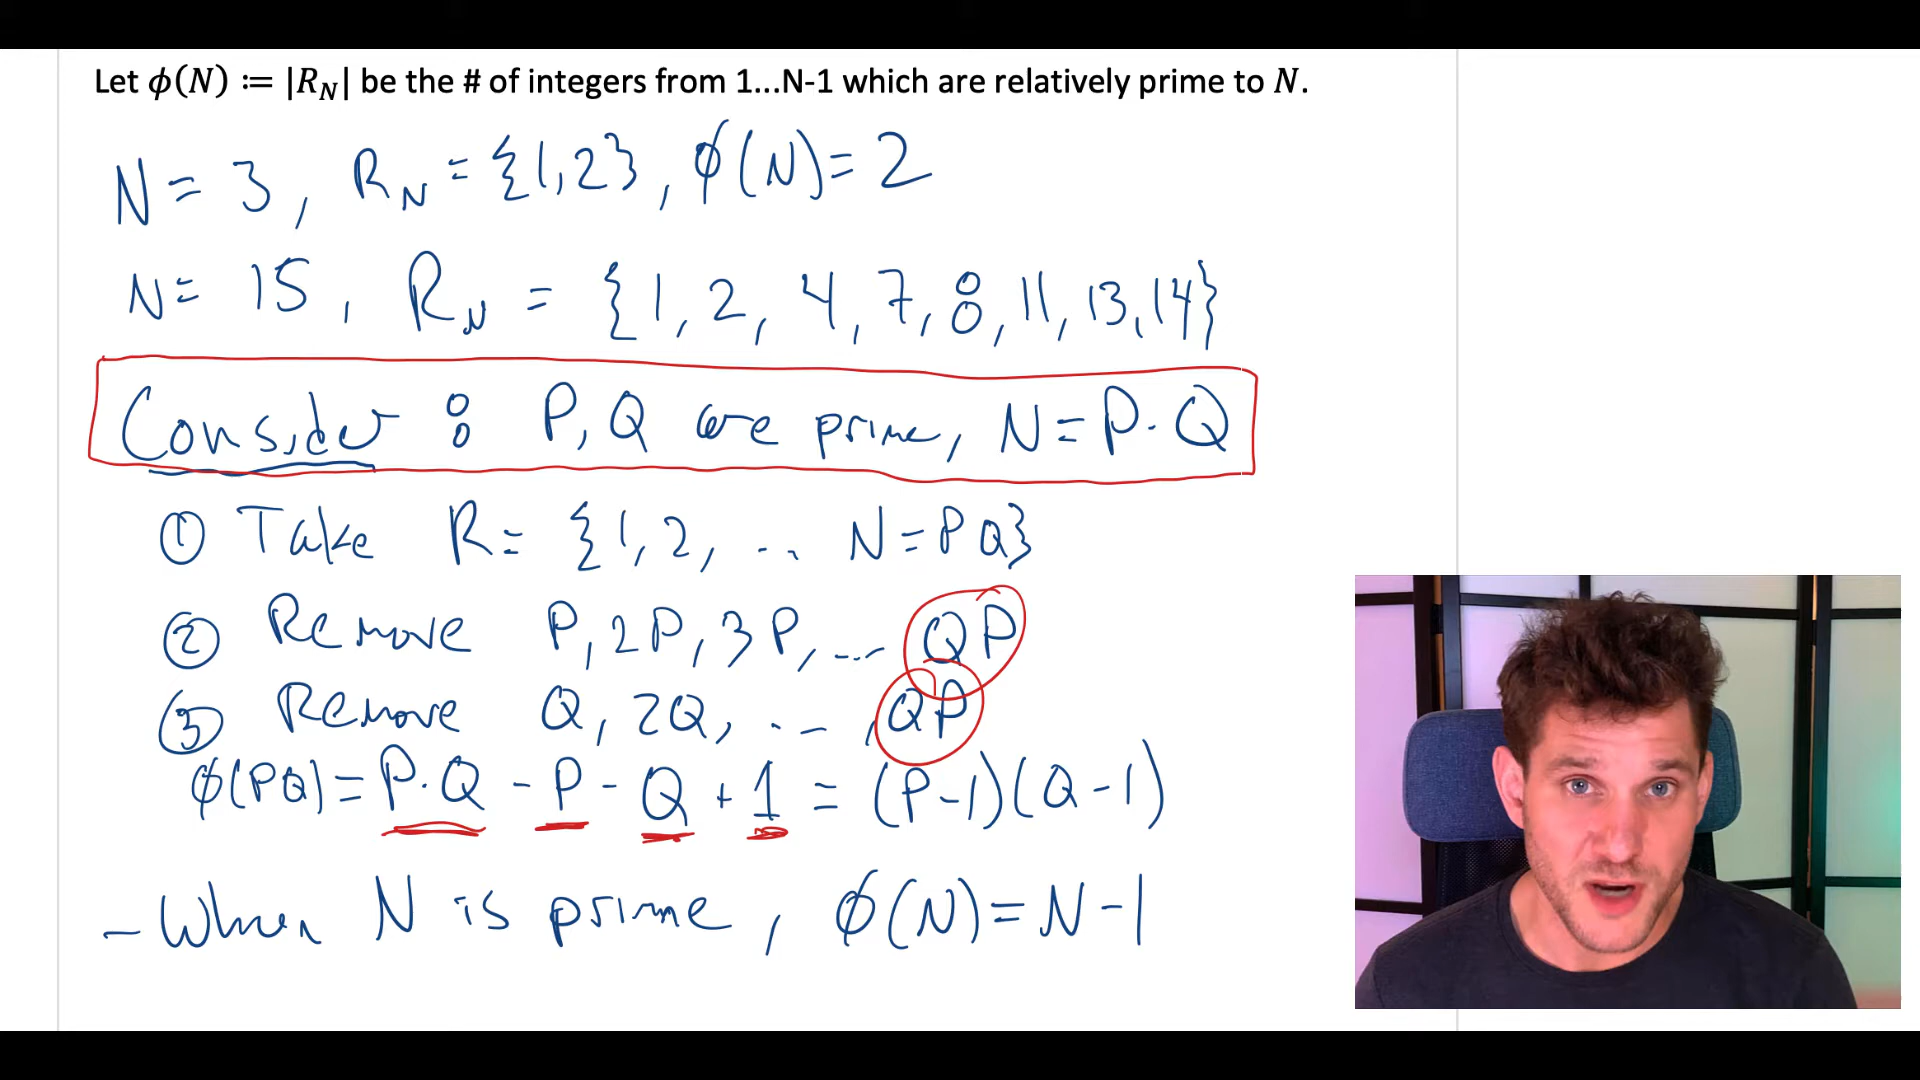 Let ϕ(N) ≔ |R_N| be the # of integers from 1...N-1 which are relatively prime to N.
N = 3, R_N = {1,2}, ϕ(N) = 2
N = 15, R_N = {1, 2, 4, 7, 8, 11, 13, 14}
Consider : P, Q are prime, N = P · Q
① Take R = {1, 2, ... N = PQ}
② Remove P, 2P, 3P, ... QP
③ Remove Q, 2Q, ... , QP
ϕ(PQ) = P·Q - P - Q + 1 = (P-1)(Q-1)
- When N is prime, ϕ(N) = N-1